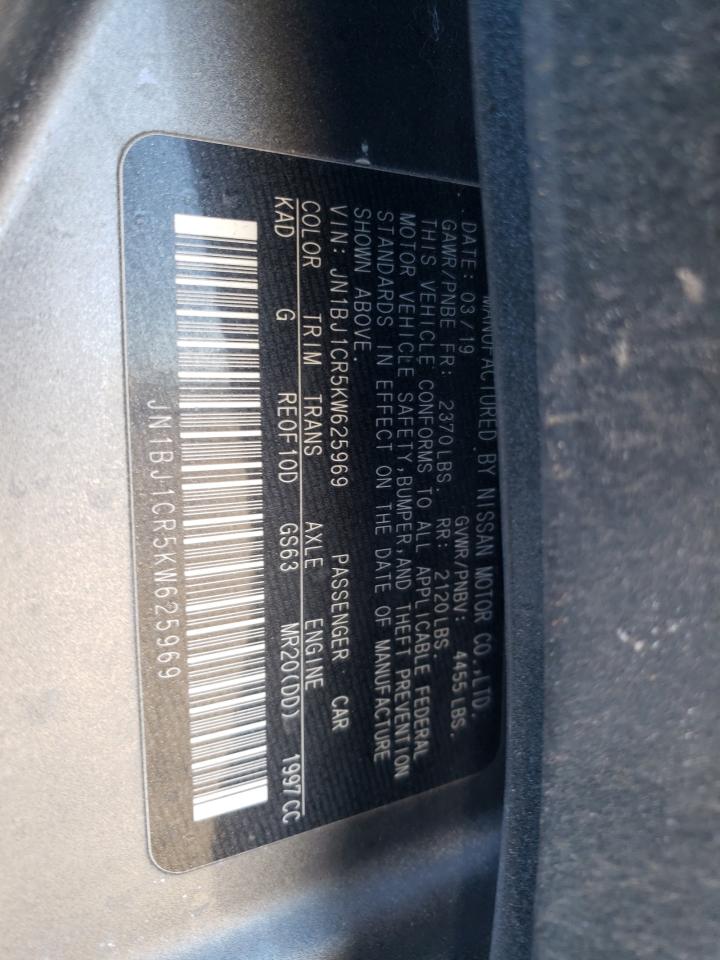 MANUFACTURED BY NISSAN MOTOR CO.,LTD.
DATE: 03/19 GVWR/PNBV: 4455 LBS.
GAWR/PNBE FR: 2370LBS. RR: 2120LBS.
THIS VEHICLE CONFORMS TO ALL APPLICABLE FEDERAL
MOTOR VEHICLE SAFETY,BUMPER,AND THEFT PREVENTION
STANDARDS IN EFFECT ON THE DATE OF MANUFACTURE
SHOWN ABOVE.
VIN: JN1BJ1CR5KW625969 PASSENGER CAR
COLOR TRIM TRANS AXLE ENGINE
KAD G REOF10D GS63 MR20(DD) 1997CC
JN1BJ1CR5KW625969